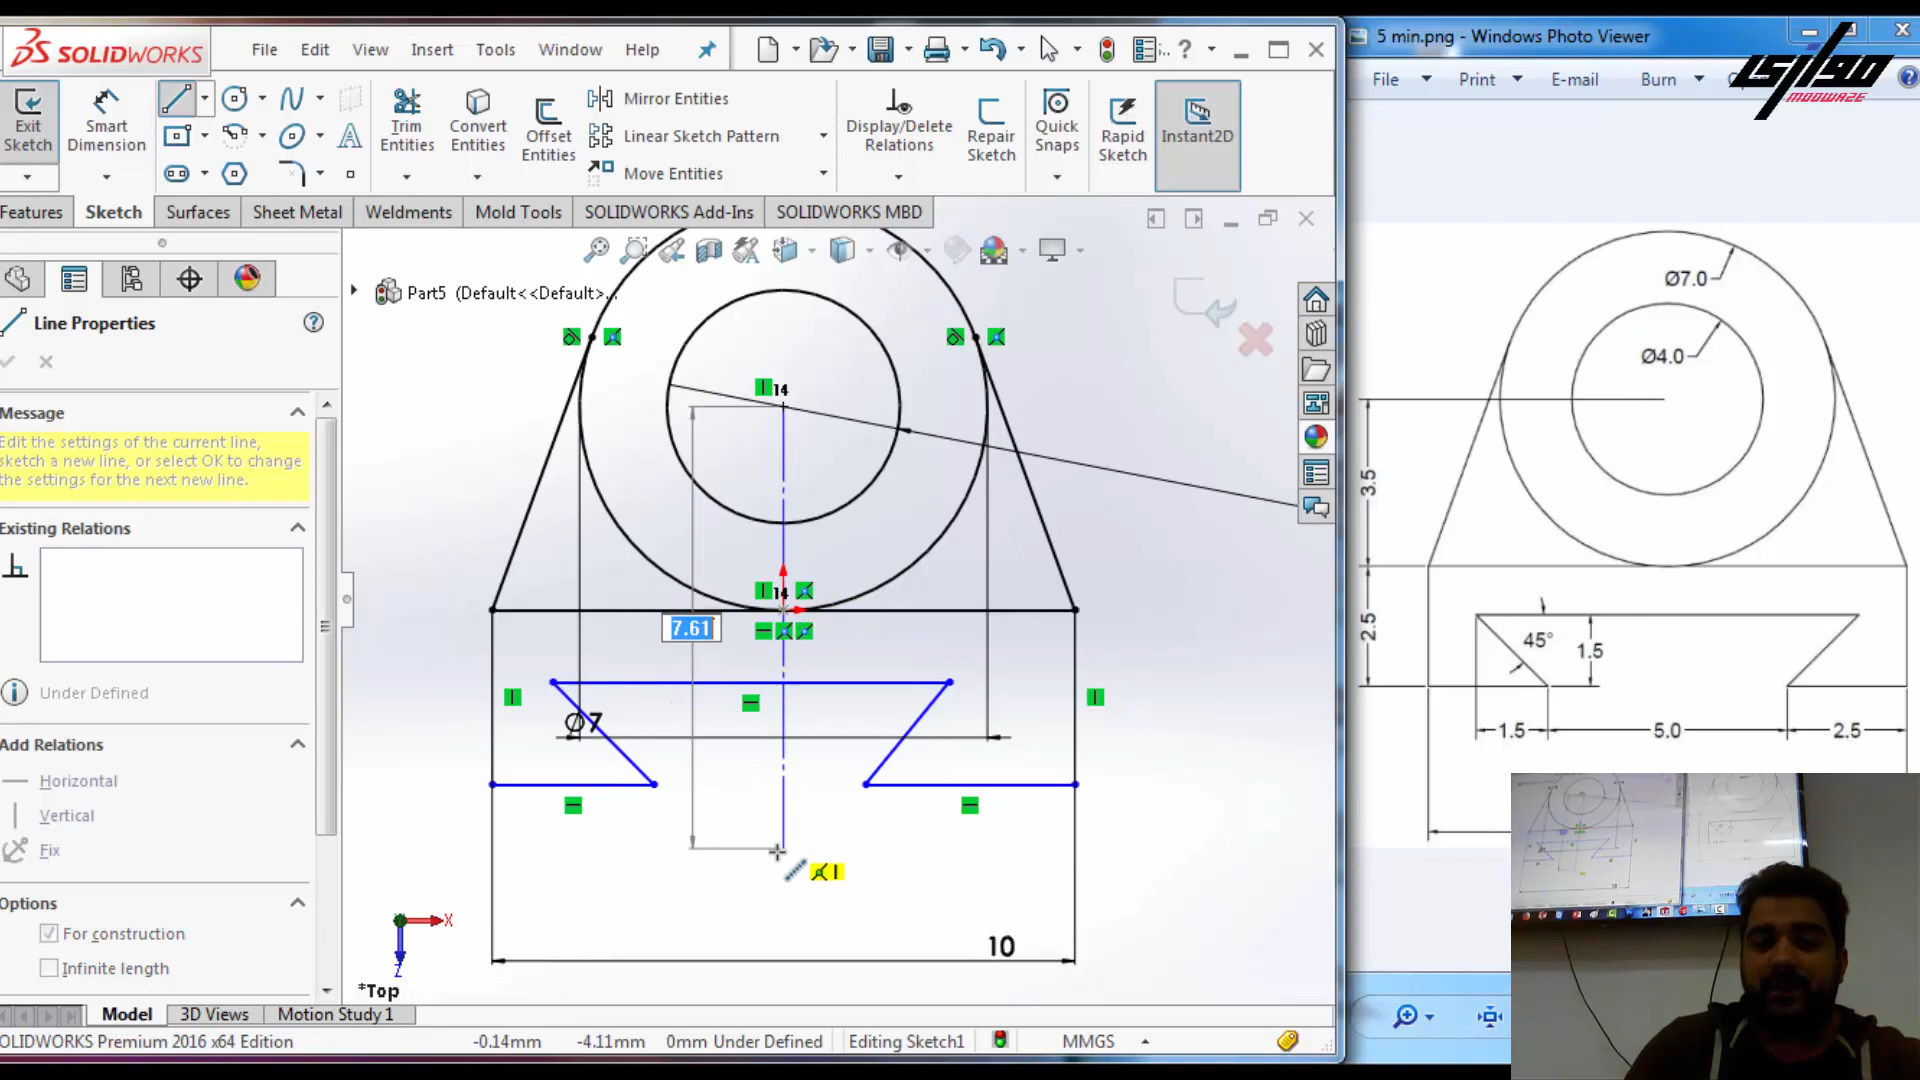 SOLIDWORKS
File Edit View Insert Tools Window Help
?
5 min.png - Windows Photo Viewer
File Print E-mail Burn
LSI190
MODWAZE
Exit Sketch
Smart Dimension
Trim Entities
Convert Entities
Offset Entities
Mirror Entities
Linear Sketch Pattern
Move Entities
Display/Delete Relations
Repair Sketch
Quick Snaps
Rapid Sketch
Instant2D
Features Sketch Surfaces Sheet Metal Weldments Mold Tools SOLIDWORKS Add-Ins SOLIDWORKS MBD
Part5 (Default<<Default>...
Line Properties
Message
Edit the settings of the current line,
sketch a new line, or select OK to change
the settings for the next new line.
Existing Relations
Under Defined
Add Relations
Horizontal
Vertical
Fix
Options
For construction
Infinite length
14
14
7.61
Ø7
10
X
Z
*Top
Ø7.0
Ø4.0
3.5
2.5
45°
1.5
1.5
5.0
2.5
Model 3D Views Motion Study 1
OLIDWORKS Premium 2016 x64 Edition
-0.14mm -4.11mm 0mm Under Defined Editing Sketch1 MMGS